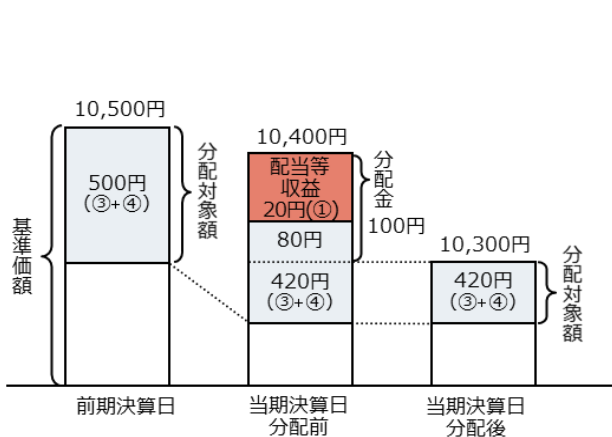 10,500円
500円
(③+④)
分配対象額
基準価額
前期決算日
10,400円
配当等
収益
20円(①)
80円
420円
(③+④)
分配金
100円
当期決算日
分配前
10,300円
420円
(③+④)
分配対象額
当期決算日
分配後